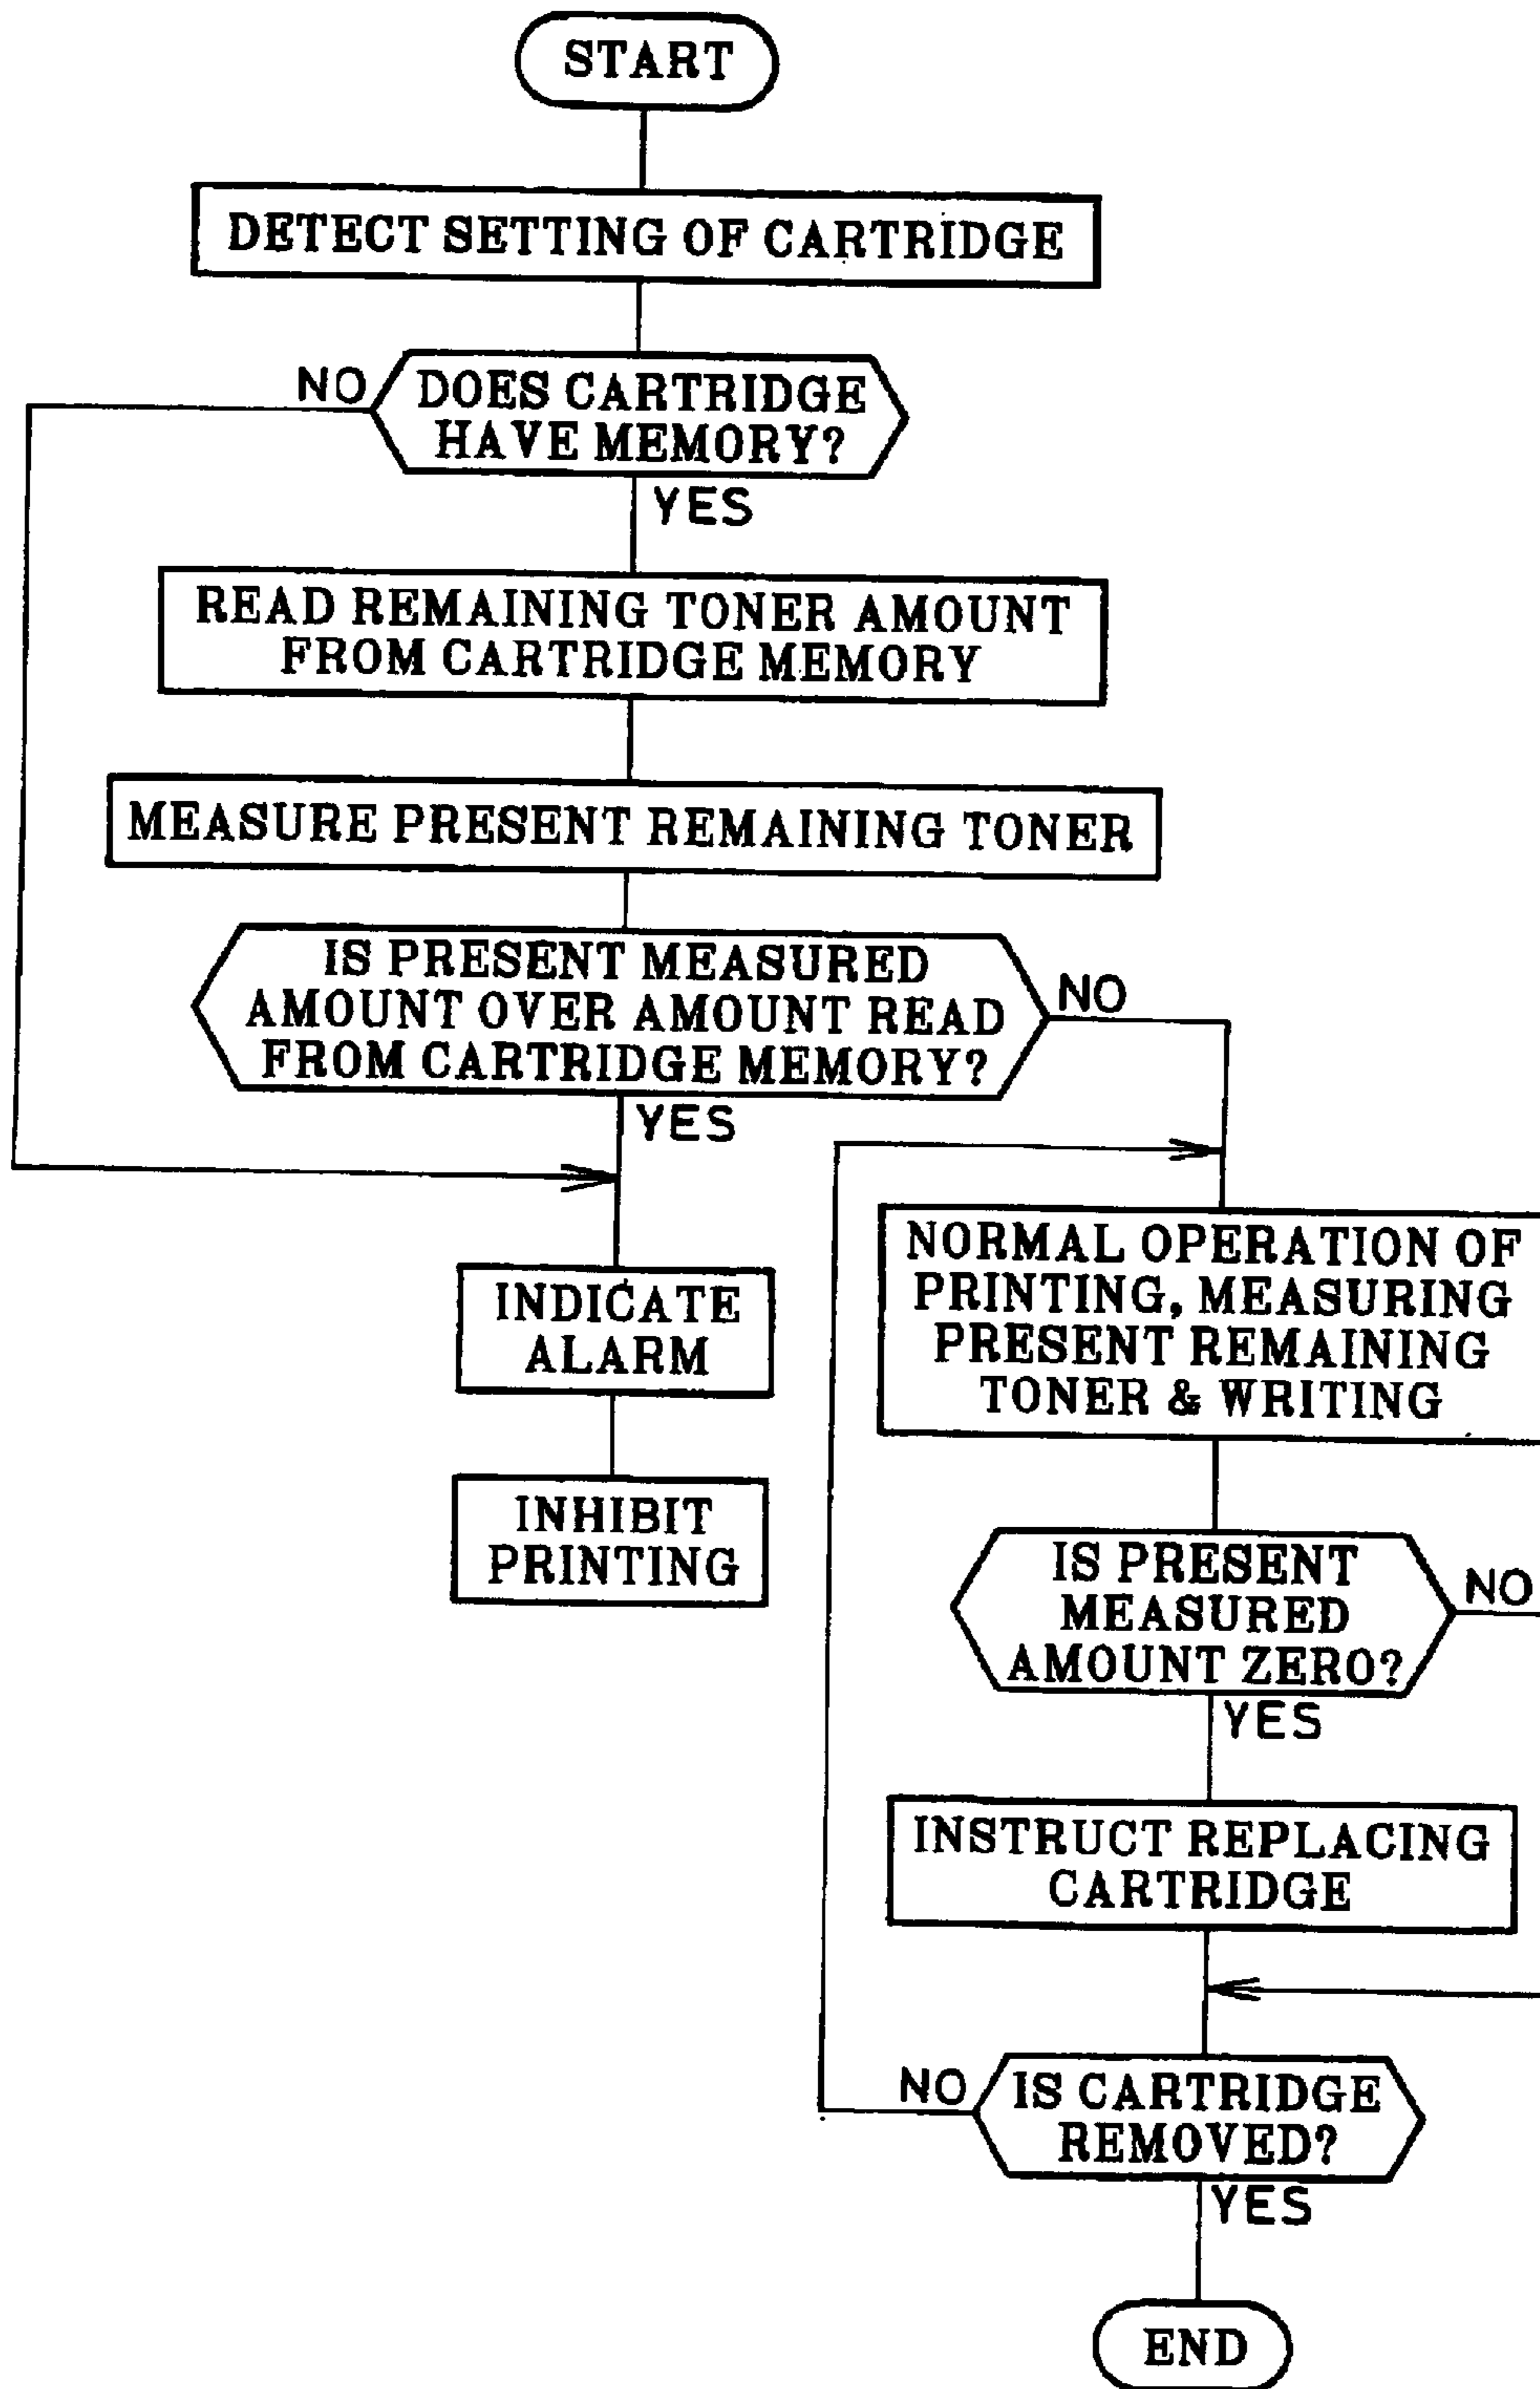 START
DETECT SETTING OF CARTRIDGE
NO
DOES CARTRIDGE
HAVE MEMORY?
YES
READ REMAINING TONER AMOUNT
FROM CARTRIDGE MEMORY
MEASURE PRESENT REMAINING TONER
IS PRESENT MEASURED
AMOUNT OVER AMOUNT READ
FROM CARTRIDGE MEMORY?
NO
YES
INDICATE
ALARM
INHIBIT
PRINTING
NORMAL OPERATION OF
PRINTING, MEASURING
PRESENT REMAINING
TONER & WRITING
IS PRESENT
MEASURED
AMOUNT ZERO?
NO
YES
INSTRUCT REPLACING
CARTRIDGE
NO
IS CARTRIDGE
REMOVED?
YES
END